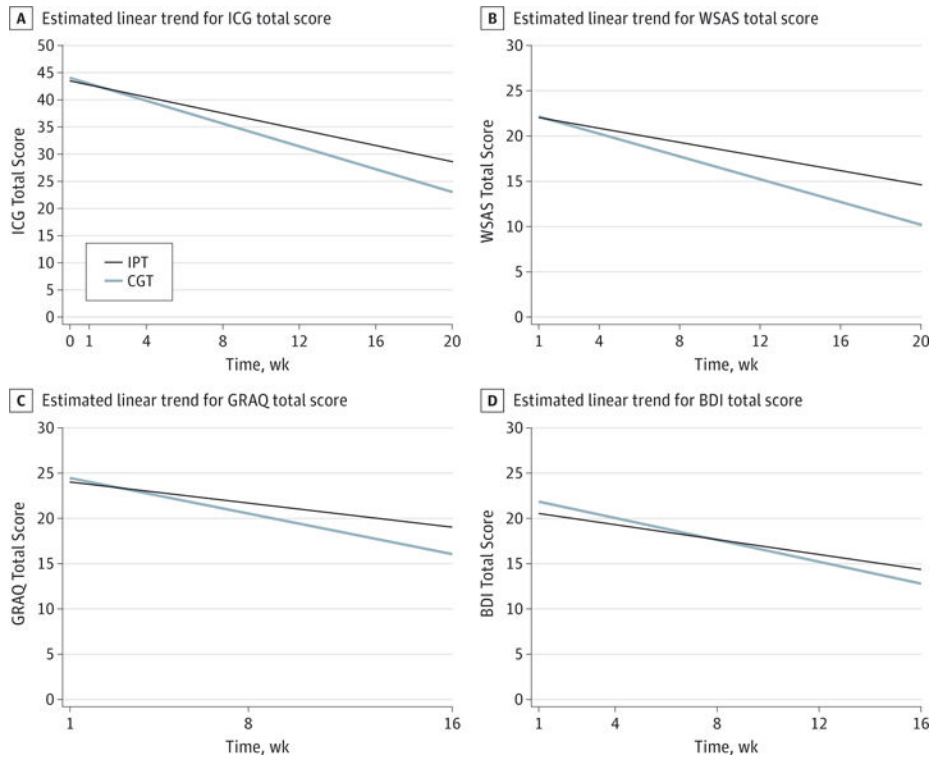 A Estimated linear trend for ICG total score
50
45
40
35
30
25
20
15
10
5
0
ICG Total Score
IPT
CGT
0 1 4 8 12 16 20
Time, wk
B Estimated linear trend for WSAS total score
30
25
20
15
10
5
0
WSAS Total Score
1 4 8 12 16 20
Time, wk
C Estimated linear trend for GRAQ total score
30
25
20
15
10
5
0
GRAQ Total Score
1 8 16
Time, wk
D Estimated linear trend for BDI total score
30
25
20
15
10
5
0
BDI Total Score
1 4 8 12 16
Time, wk